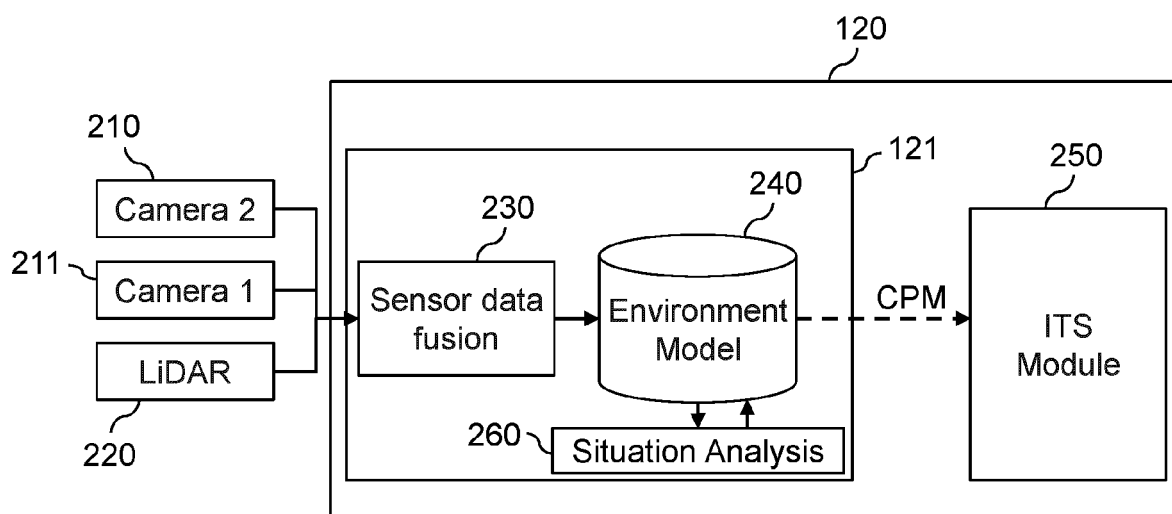 120
210
Camera 2
211
Camera 1
LiDAR
220
121
230
Sensor data
fusion
240
Environment
Model
260
Situation Analysis
CPM
250
ITS
Module